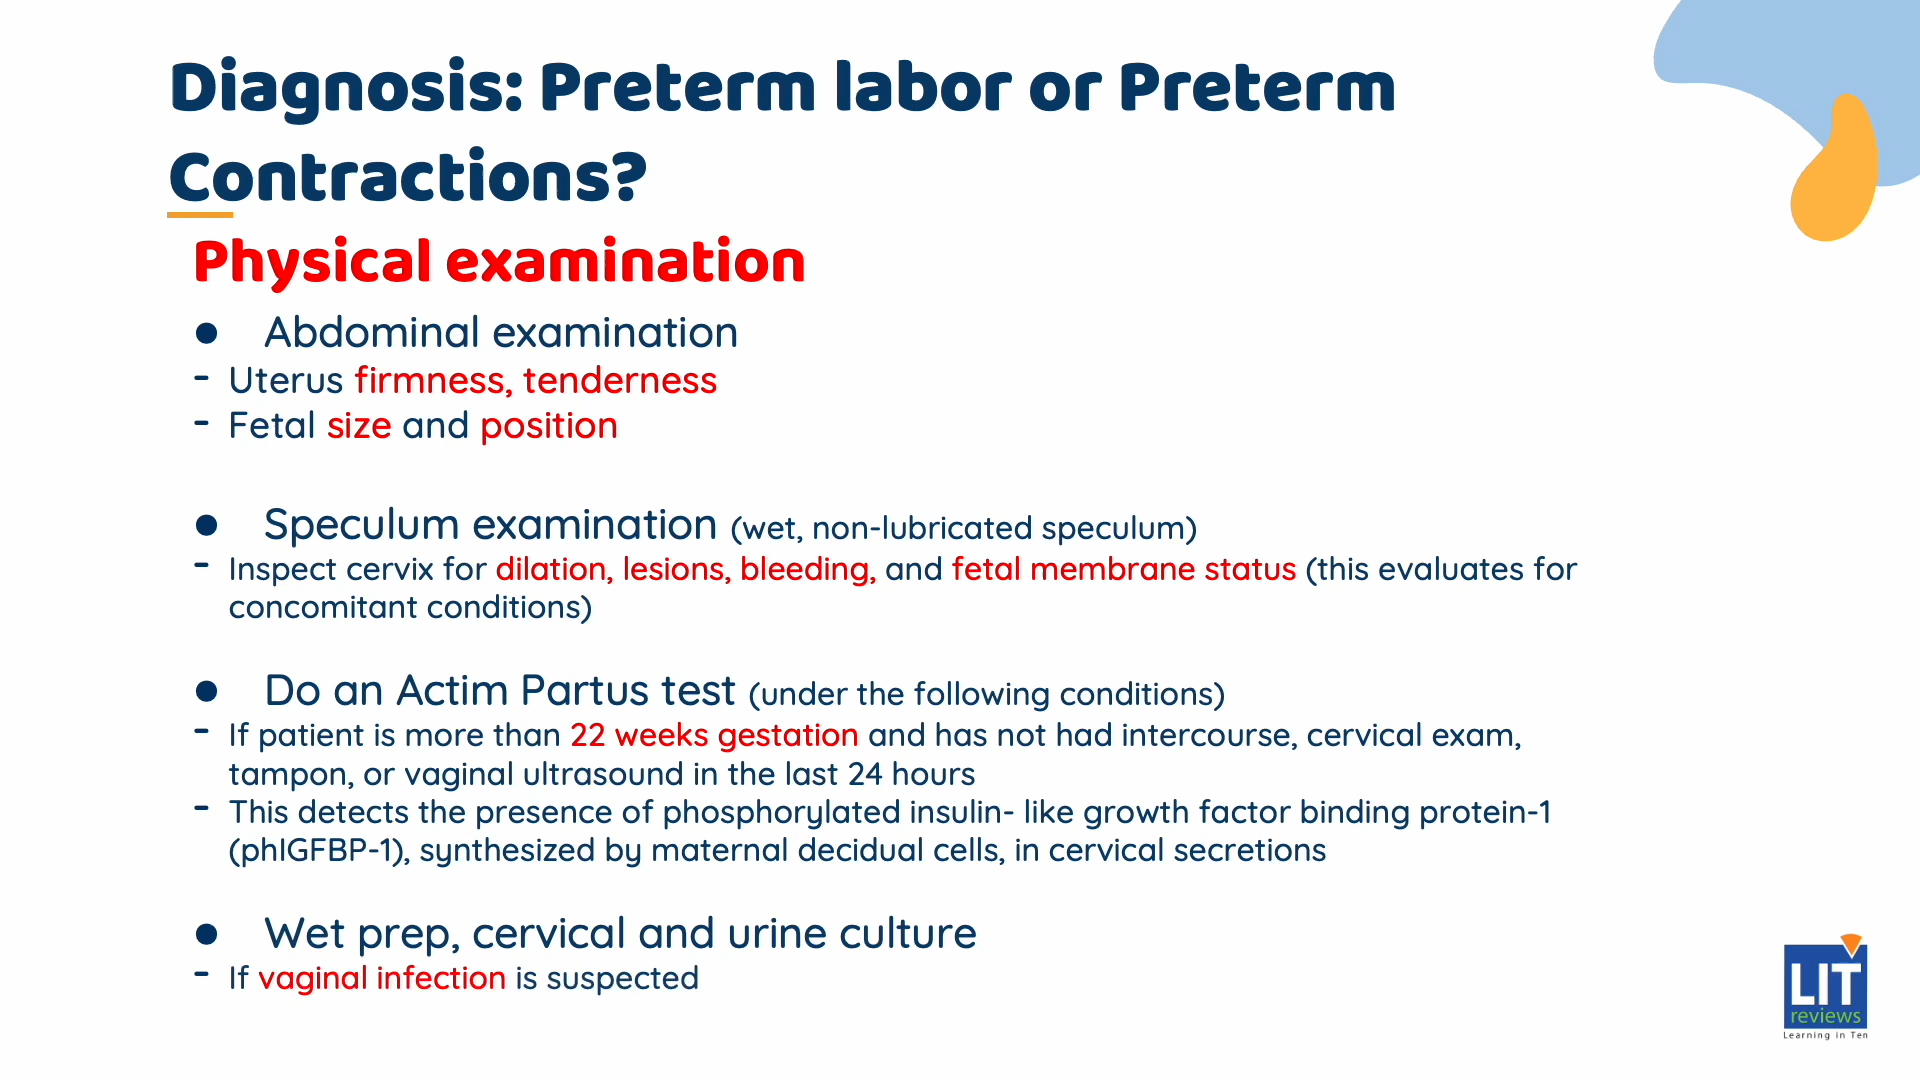 Diagnosis: Preterm labor or Preterm
Contractions?
Physical examination
● Abdominal examination
- Uterus firmness, tenderness
- Fetal size and position
● Speculum examination (wet, non-lubricated speculum)
- Inspect cervix for dilation, lesions, bleeding, and fetal membrane status (this evaluates for
concomitant conditions)
● Do an Actim Partus test (under the following conditions)
- If patient is more than 22 weeks gestation and has not had intercourse, cervical exam,
tampon, or vaginal ultrasound in the last 24 hours
- This detects the presence of phosphorylated insulin- like growth factor binding protein-1
(phIGFBP-1), synthesized by maternal decidual cells, in cervical secretions
● Wet prep, cervical and urine culture
- If vaginal infection is suspected
LIT
reviews
Learning in Ten